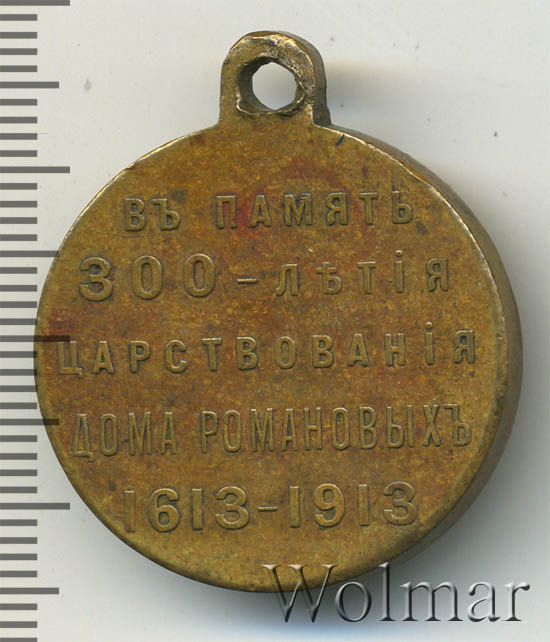 ВЪ ПАМЯТЬ
300-ЛѢТІЯ
ЦАРСТВОВАНІЯ
ДОМА РОМАНОВЫХЪ
1613-1913
Wolmar